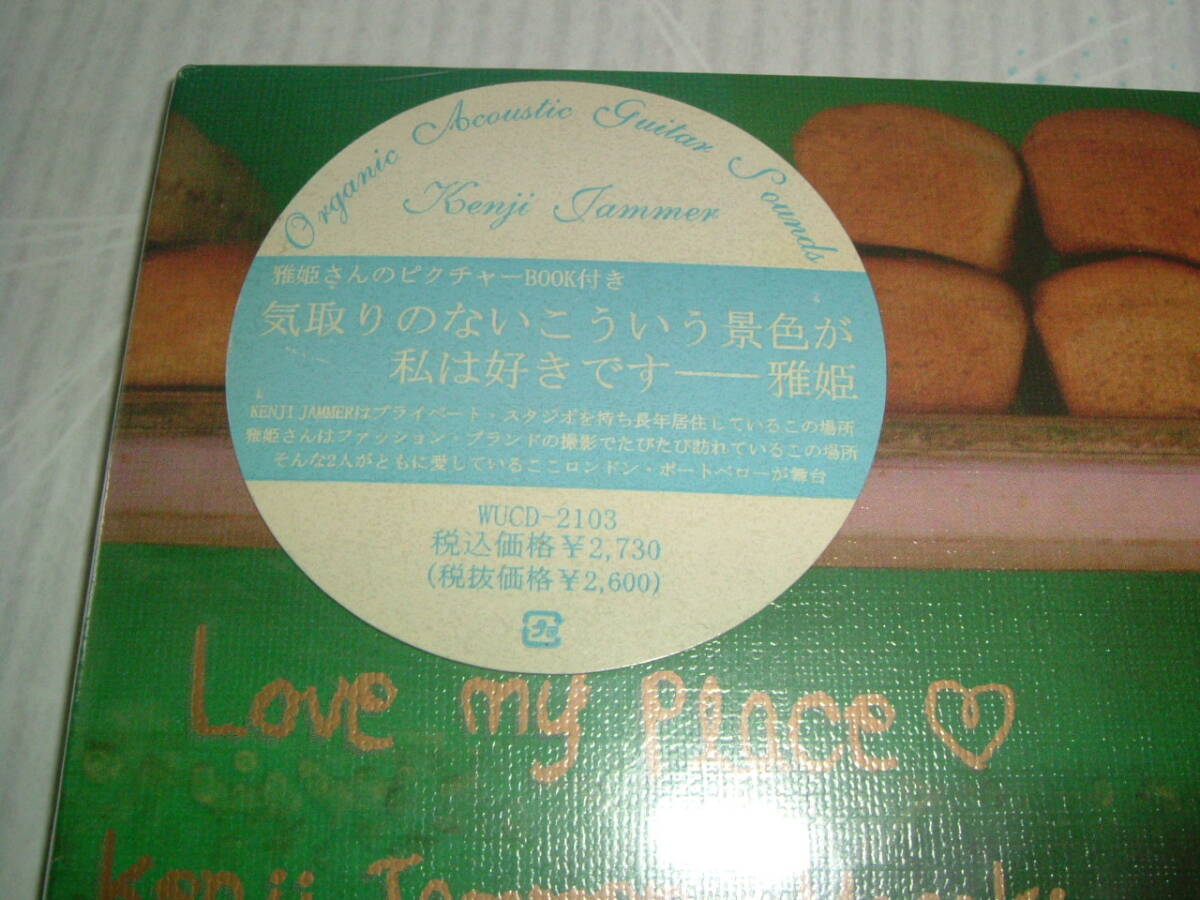 Organic Acoustic Guitar Sounds
Kenji Jammer
雅姫さんのピクチャーBOOK付き
気取りのないこういう景色が
私は好きです――雅姫
KENJI JAMMERはプライベート・スタジオを持ち長年居住しているこの場所
雅姫さんはファッション・ブランドの撮影でたびたび訪れているこの場所
そんな2人がともに愛しているここロンドン・ポートベローが舞台
WUCD-2103
税込価格¥2,730
(税抜価格¥2,600)
Love my Place♡
Kenji Jammer